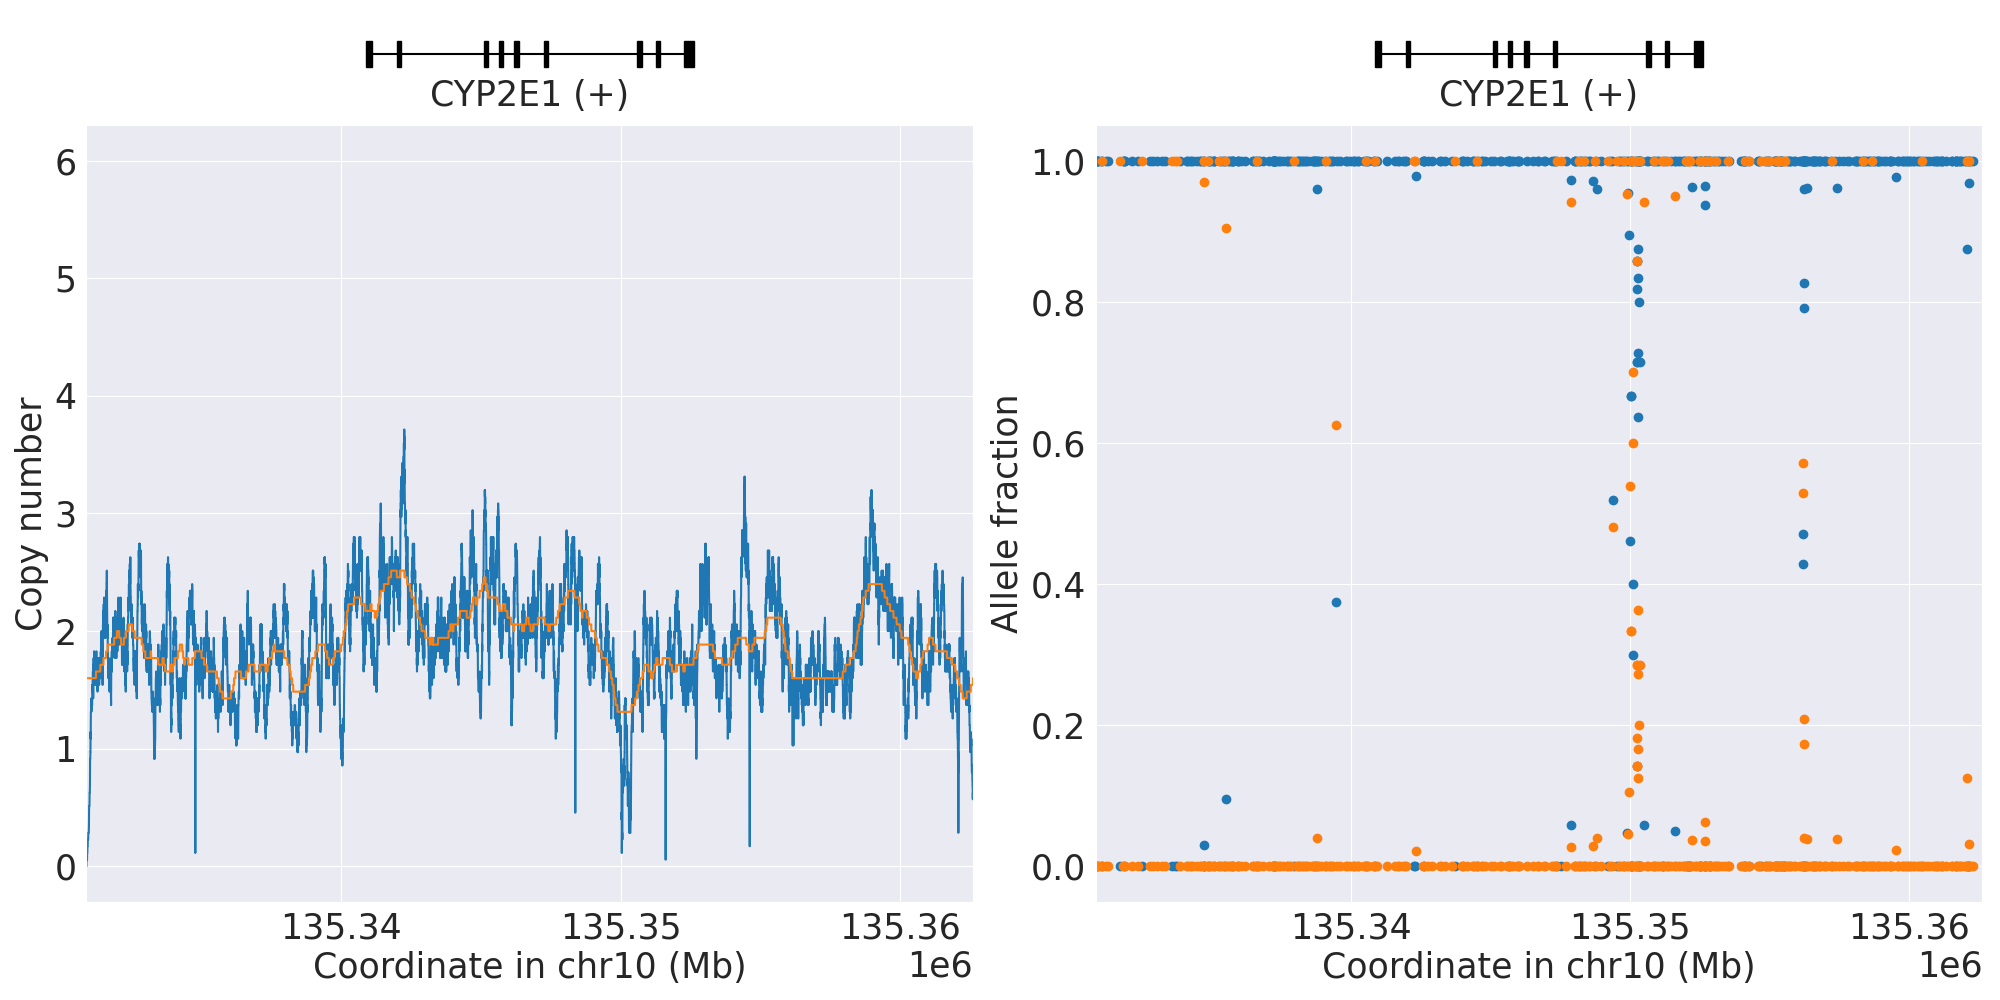 CYP2E1 (+)
6
5
4
3
2
1
0
Copy number
135.34 135.35 135.36
Coordinate in chr10 (Mb)
1e6
CYP2E1 (+)
1.0
0.8
0.6
0.4
0.2
0.0
Allele fraction
135.34 135.35 135.36
Coordinate in chr10 (Mb)
1e6